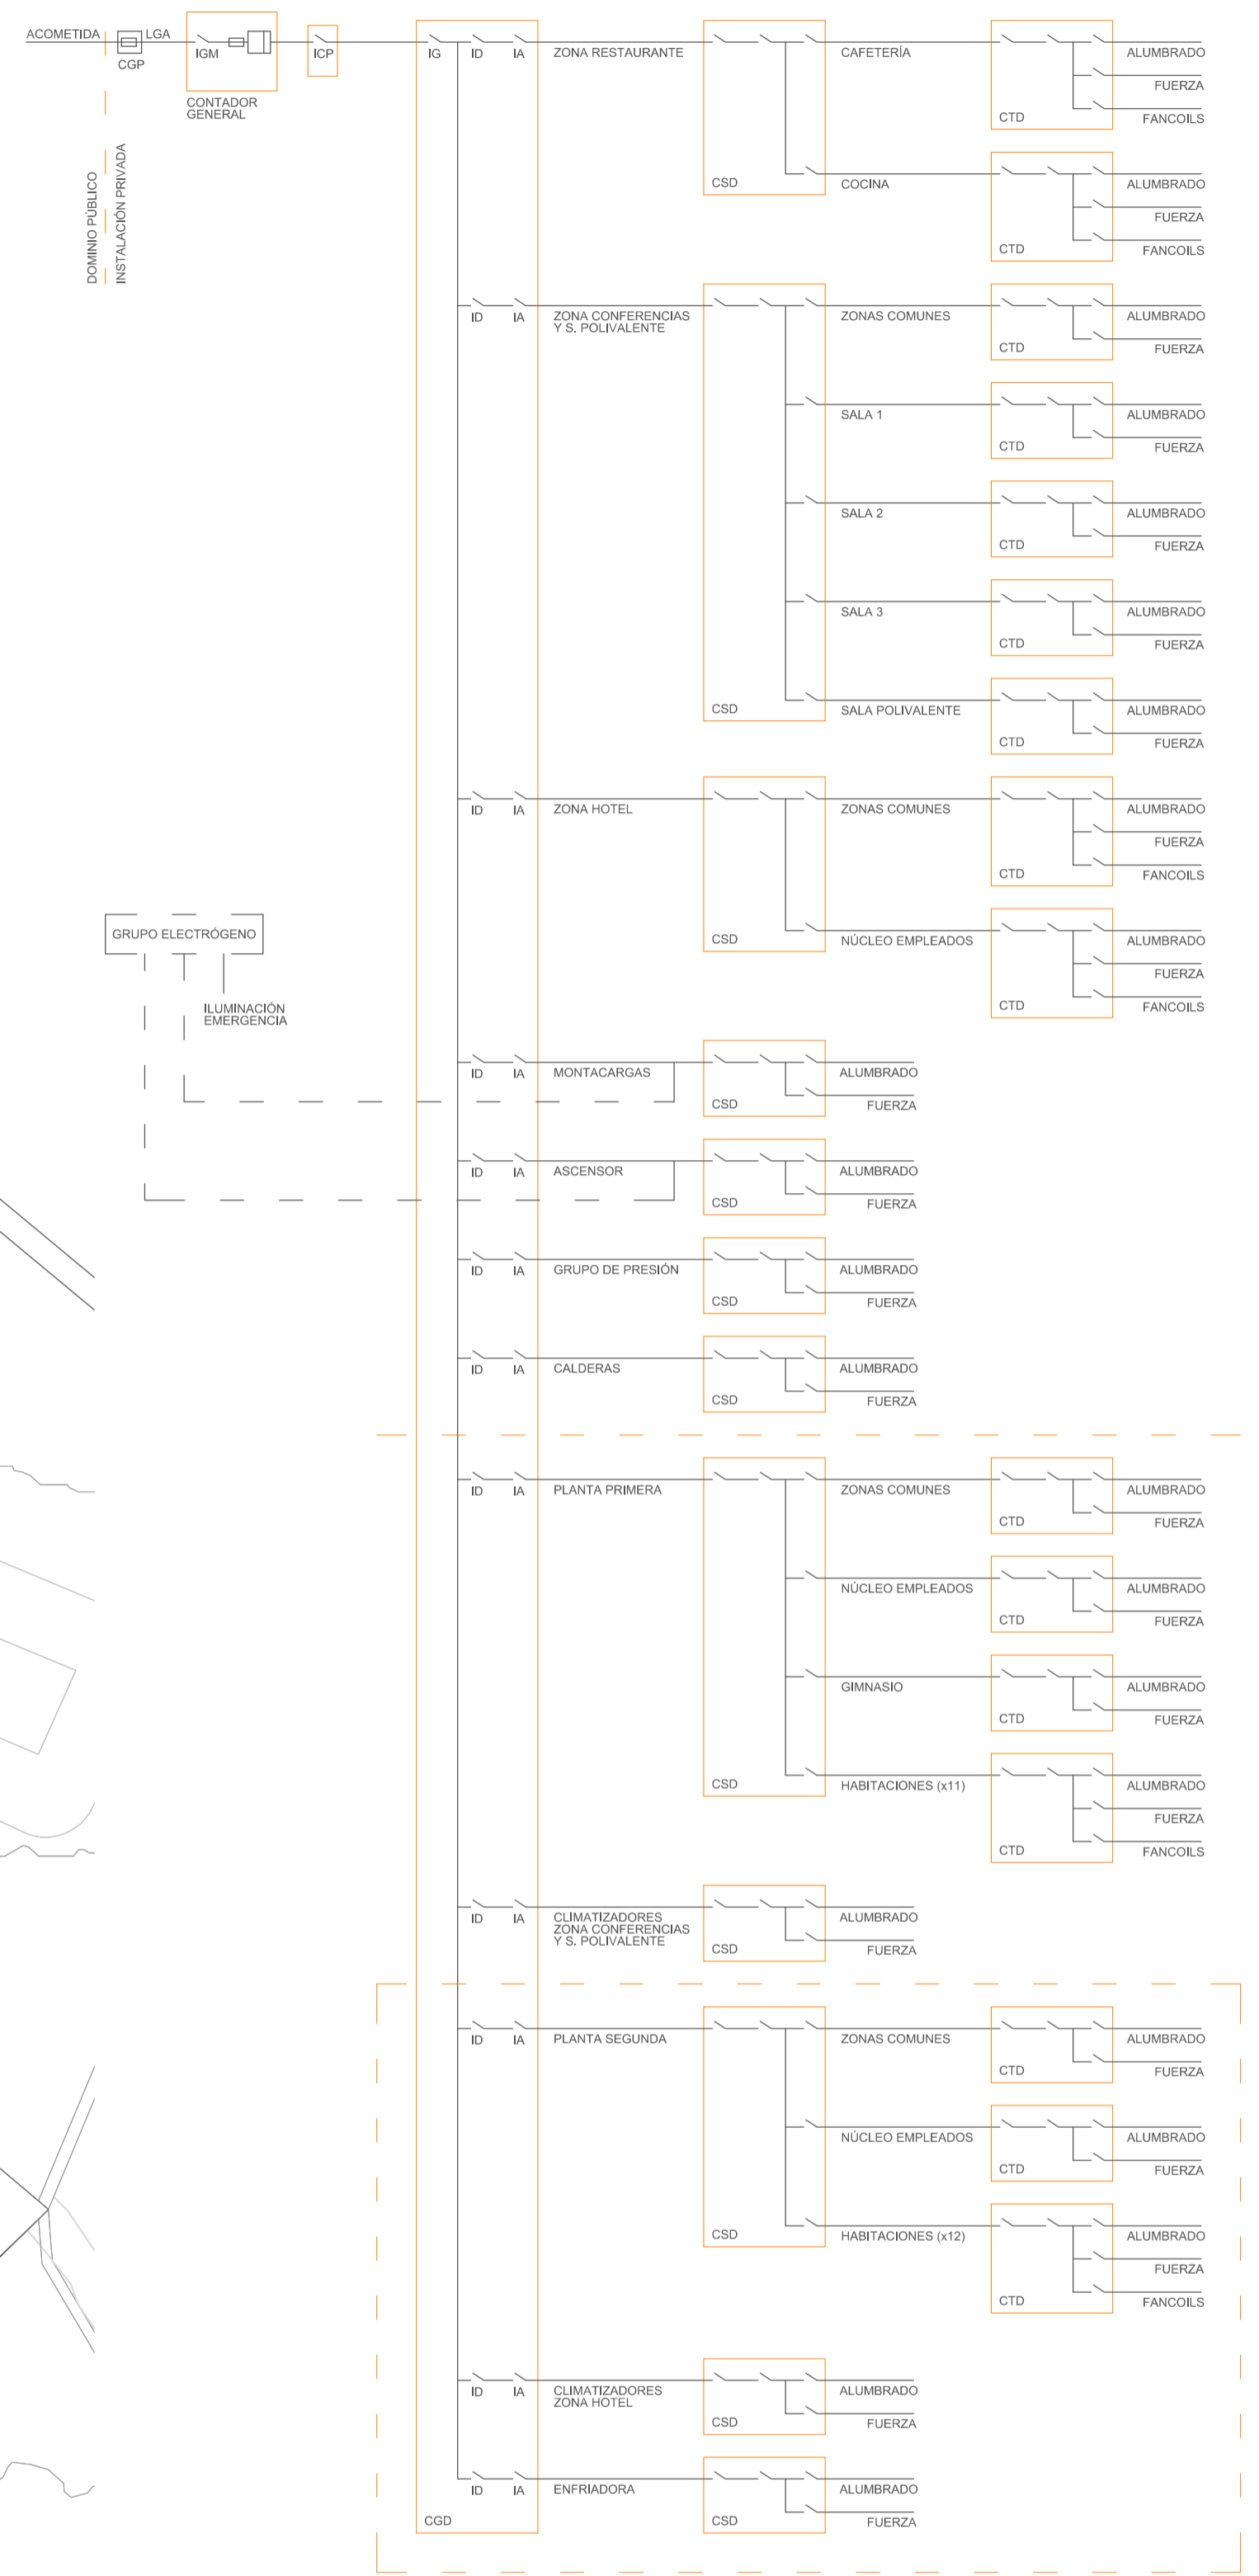 ACOMETIDA
LGA
CGP
IGM
CONTADOR
GENERAL
ICP
DOMINIO PÚBLICO
INSTALACIÓN PRIVADA
IG
ID
IA
ZONA RESTAURANTE
CSD
CAFETERÍA
CTD
ALUMBRADO
FUERZA
FANCOILS
COCINA
CTD
ALUMBRADO
FUERZA
FANCOILS
ID
IA
ZONA CONFERENCIAS
Y S. POLIVALENTE
CSD
ZONAS COMUNES
CTD
ALUMBRADO
FUERZA
SALA 1
CTD
ALUMBRADO
FUERZA
SALA 2
CTD
ALUMBRADO
FUERZA
SALA 3
CTD
ALUMBRADO
FUERZA
SALA POLIVALENTE
CTD
ALUMBRADO
FUERZA
ID
IA
ZONA HOTEL
CSD
ZONAS COMUNES
CTD
ALUMBRADO
FUERZA
FANCOILS
NÚCLEO EMPLEADOS
CTD
ALUMBRADO
FUERZA
FANCOILS
GRUPO ELECTRÓGENO
ILUMINACIÓN
EMERGENCIA
ID
IA
MONTACARGAS
CSD
ALUMBRADO
FUERZA
ID
IA
ASCENSOR
CSD
ALUMBRADO
FUERZA
ID
IA
GRUPO DE PRESIÓN
CSD
ALUMBRADO
FUERZA
ID
IA
CALDERAS
CSD
ALUMBRADO
FUERZA
ID
IA
PLANTA PRIMERA
CSD
ZONAS COMUNES
CTD
ALUMBRADO
FUERZA
NÚCLEO EMPLEADOS
CTD
ALUMBRADO
FUERZA
GIMNASIO
CTD
ALUMBRADO
FUERZA
HABITACIONES (x11)
CTD
ALUMBRADO
FUERZA
FANCOILS
ID
IA
CLIMATIZADORES
ZONA CONFERENCIAS
Y S. POLIVALENTE
CSD
ALUMBRADO
FUERZA
ID
IA
PLANTA SEGUNDA
CSD
ZONAS COMUNES
CTD
ALUMBRADO
FUERZA
NÚCLEO EMPLEADOS
CTD
ALUMBRADO
FUERZA
HABITACIONES (x12)
CTD
ALUMBRADO
FUERZA
FANCOILS
ID
IA
CLIMATIZADORES
ZONA HOTEL
CSD
ALUMBRADO
FUERZA
ID
IA
ENFRIADORA
CSD
ALUMBRADO
FUERZA
CGD